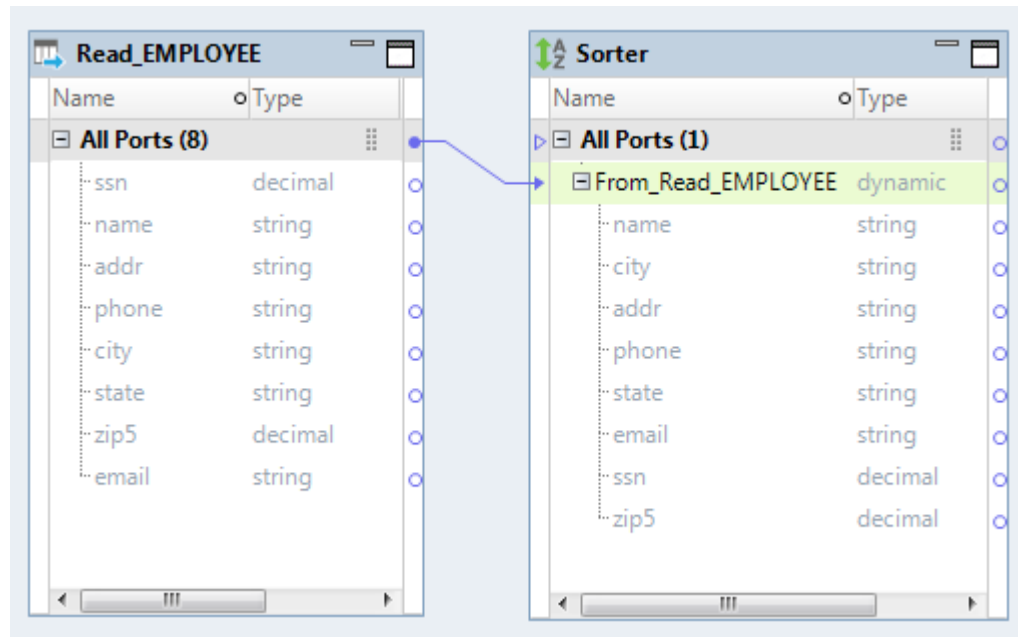 Read_EMPLOYEE
Name Type
All Ports (8)
ssn decimal
name string
addr string
phone string
city string
state string
zip5 decimal
email string
Sorter
Name Type
All Ports (1)
From_Read_EMPLOYEE dynamic
name string
city string
addr string
phone string
state string
email string
ssn decimal
zip5 decimal